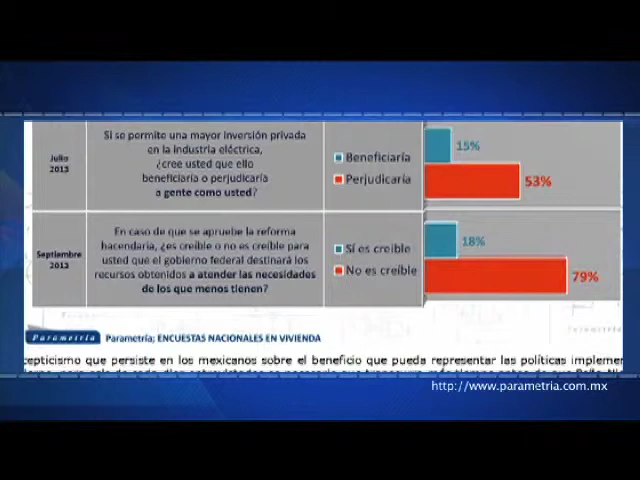 Julio
2013
Si se permite una mayor inversión privada
en la industria eléctrica,
¿cree usted que ello
beneficiaría o perjudicaría
a gente como usted?
Beneficiaría
Perjudicaría
15%
53%
Septiembre
2013
En caso de que se apruebe la reforma
hacendaria, ¿es creíble o no es creíble para
usted que el gobierno federal destinará los
recursos obtenidos a atender las necesidades
de los que menos tienen?
Sí es creíble
No es creíble
18%
79%
Parametría Parametría; ENCUESTAS NACIONALES EN VIVIENDA
cepticismo que persiste en los mexicanos sobre el beneficio que pueda representar las políticas implemen
http://www.parametria.com.mx